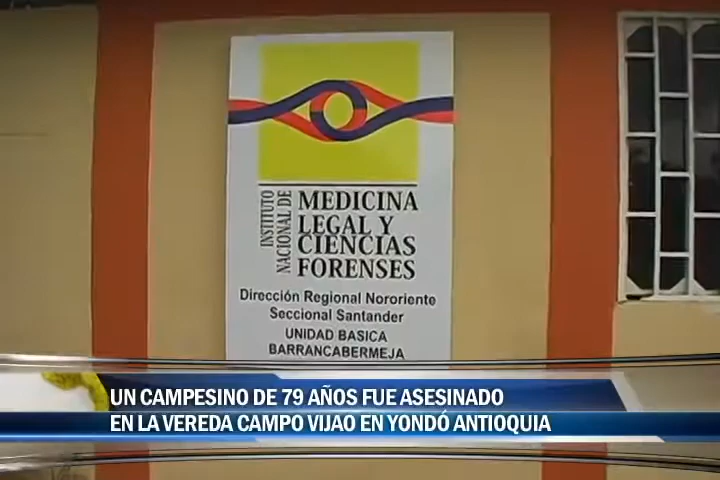 INSTITUTO
NACIONAL DE
MEDICINA
LEGAL Y
CIENCIAS
FORENSES
Dirección Regional Nororiente
Seccional Santander
UNIDAD BASICA
BARRANCABERMEJA
UN CAMPESINO DE 79 AÑOS FUE ASESINADO
EN LA VEREDA CAMPO VIJAO EN YONDÓ ANTIOQUIA